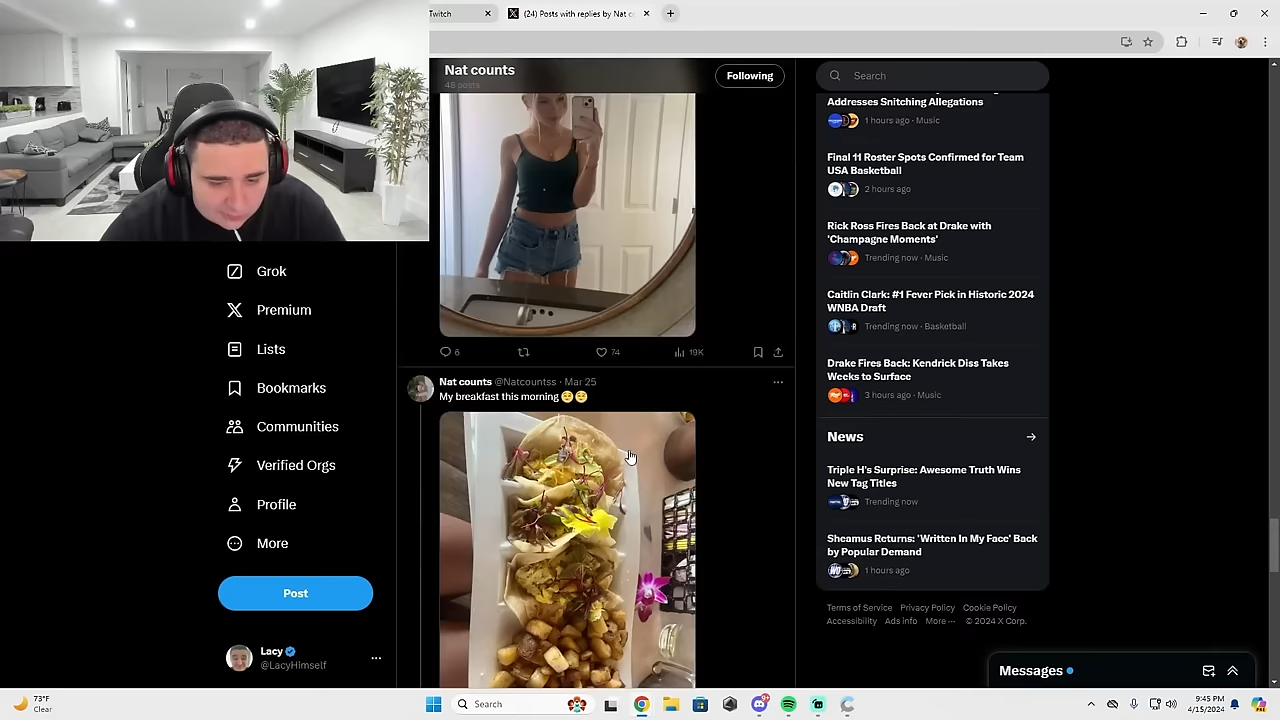 Twitch
(24) Posts with replies by Nat c
Nat counts
48 posts
Following
Search
Addresses Snitching Allegations
1 hours ago · Music
Final 11 Roster Spots Confirmed for Team
USA Basketball
2 hours ago
Rick Ross Fires Back at Drake with
'Champagne Moments'
Trending now · Music
Caitlin Clark: #1 Fever Pick in Historic 2024
WNBA Draft
Trending now · Basketball
Drake Fires Back: Kendrick Diss Takes
Weeks to Surface
3 hours ago · Music
News
Triple H's Surprise: Awesome Truth Wins
New Tag Titles
Trending now
Sheamus Returns: 'Written In My Face' Back
by Popular Demand
1 hours ago
Terms of Service Privacy Policy Cookie Policy
Accessibility Ads info More ··· © 2024 X Corp.
Messages
Grok
Premium
Lists
Bookmarks
Communities
Verified Orgs
Profile
More
Post
Lacy
@LacyHImself
6 74 19K
Nat counts @Natcountss · Mar 25
My breakfast this morning 😌😌
73°F
Clear
Search
9:45 PM
4/15/2024